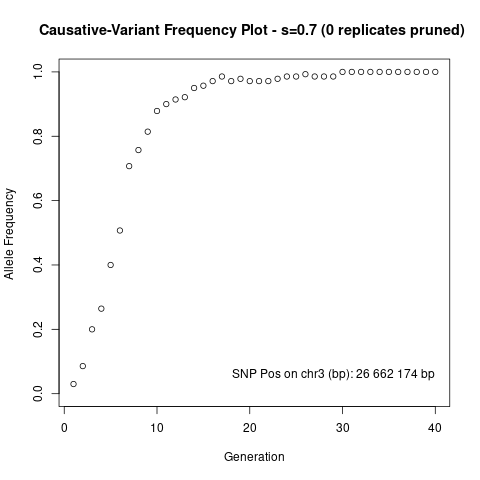 Causative-Variant Frequency Plot - s=0.7 (0 replicates pruned)
Allele Frequency
1.0
0.8
0.6
0.4
0.2
0.0
SNP Pos on chr3 (bp): 26 662 174 bp
0 10 20 30 40
Generation